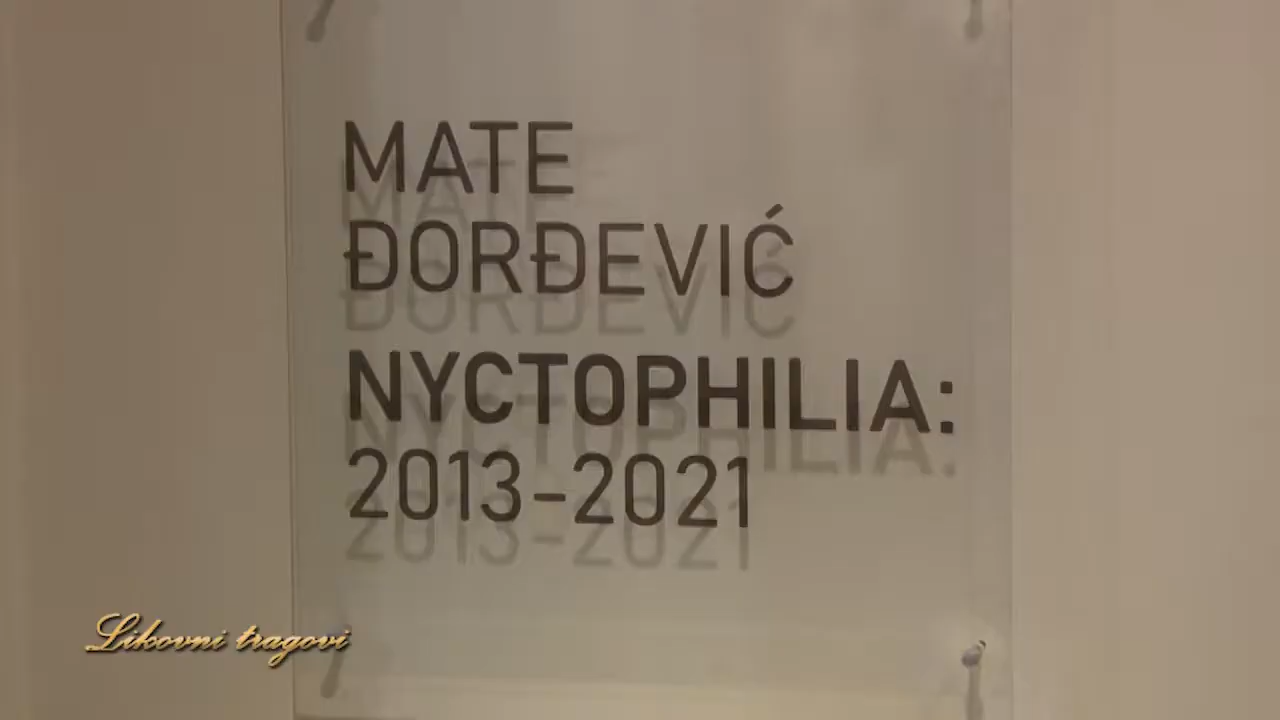 MATE
ĐORĐEVIĆ
NYCTOPHILIA:
2013-2021
Likovni tragovi